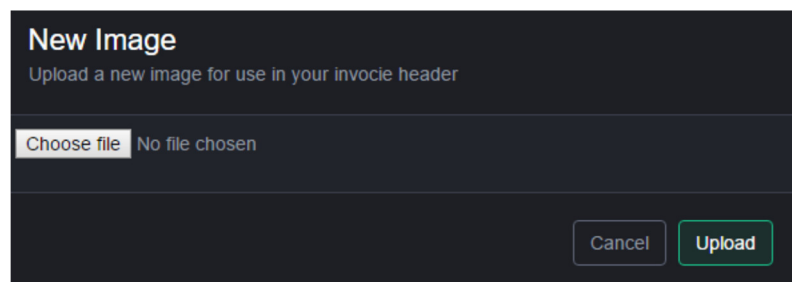 New Image
Upload a new image for use in your invocie header
Choose file No file chosen
Cancel Upload